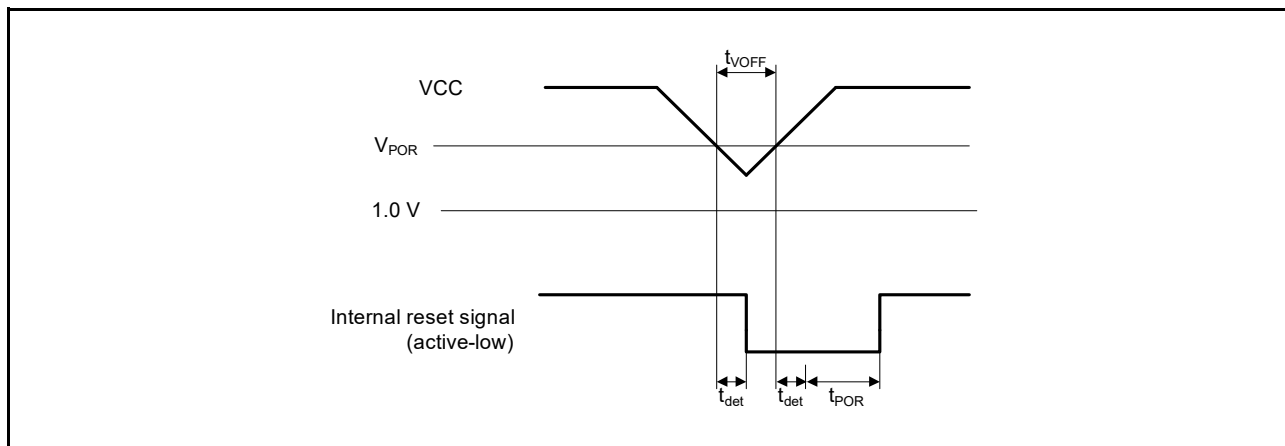 tVOFF
VCC
VPOR
1.0 V
Internal reset signal
(active-low)
tdet
tdet
tPOR